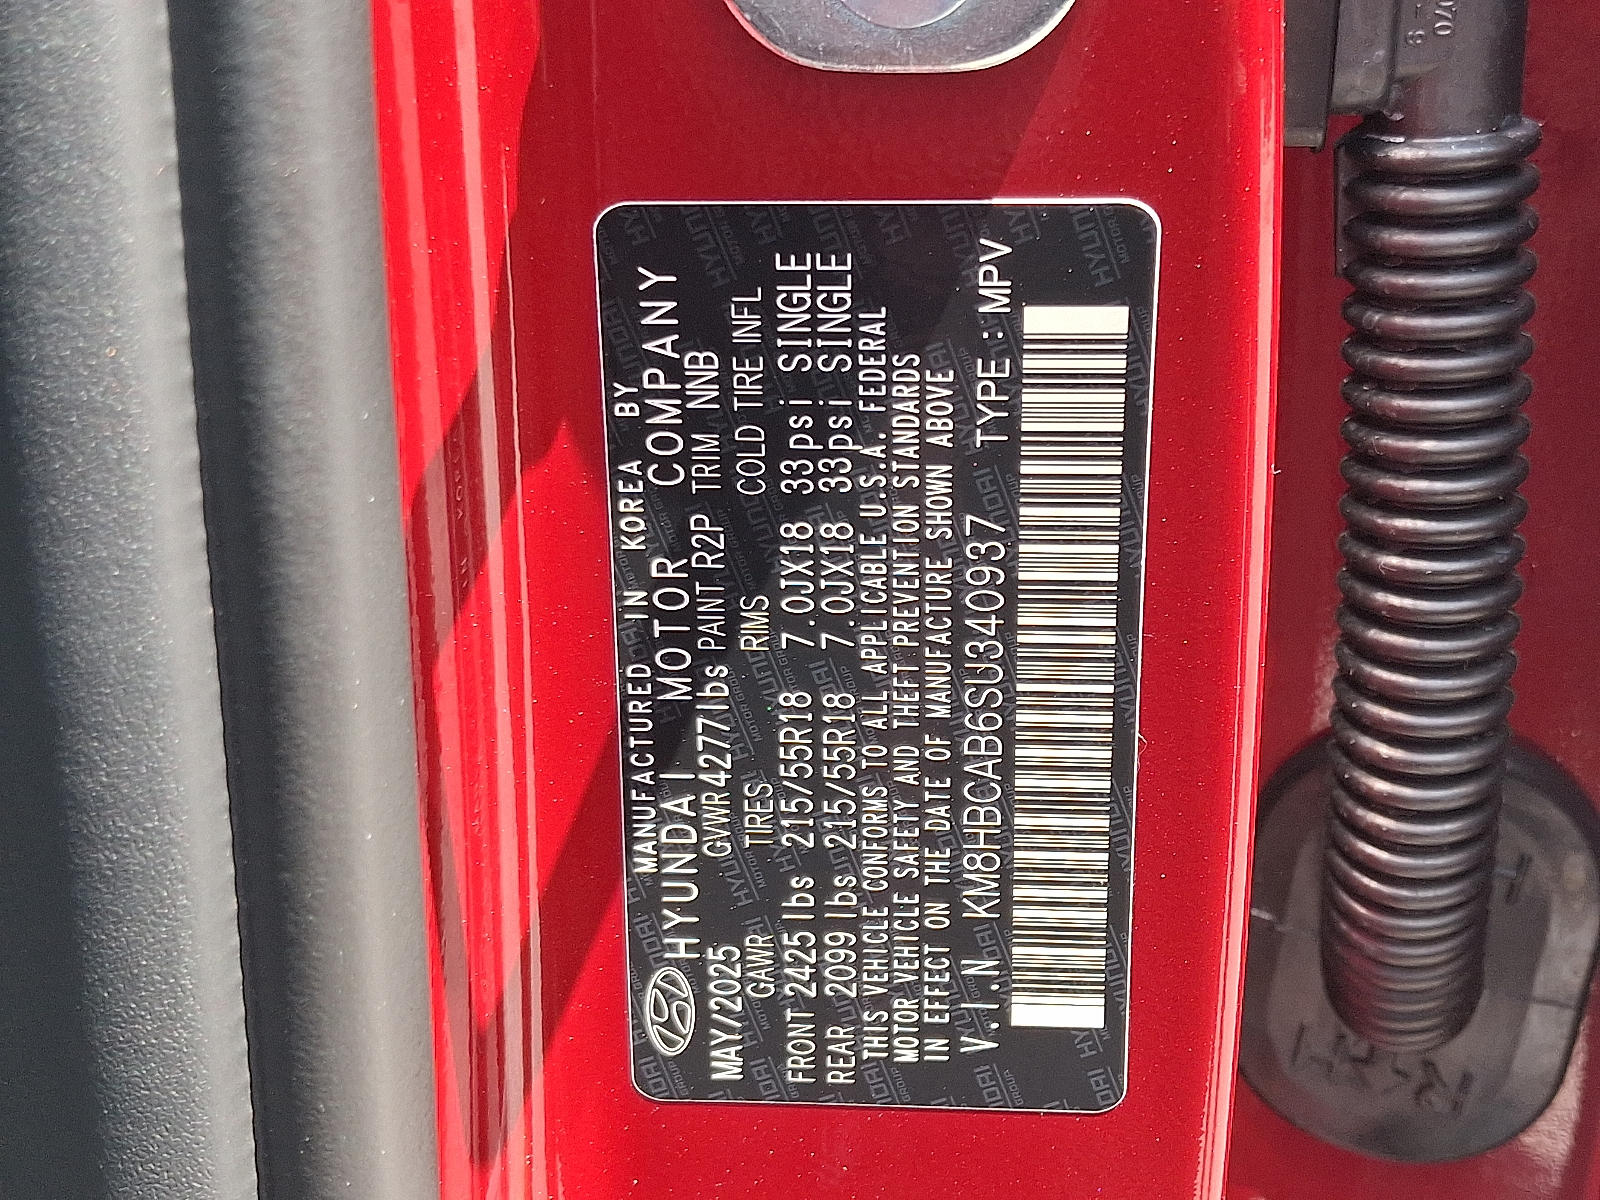 MANUFACTURED IN KOREA BY
HYUNDAI MOTOR COMPANY
MAY/2025 GVWR 4277lbs PAINT R2P TRIM NNB
GAWR TIRES RIMS COLD TIRE INFL
FRONT 2425 lbs 215/55R18 7.0JX18 33psi SINGLE
REAR 2099 lbs 215/55R18 7.0JX18 33psi SINGLE
THIS VEHICLE CONFORMS TO ALL APPLICABLE U.S.A. FEDERAL
MOTOR VEHICLE SAFETY AND THEFT PREVENTION STANDARDS
IN EFFECT ON THE DATE OF MANUFACTURE SHOWN ABOVE.
V.I.N KM8HBCAB6SU340937 TYPE : MPV